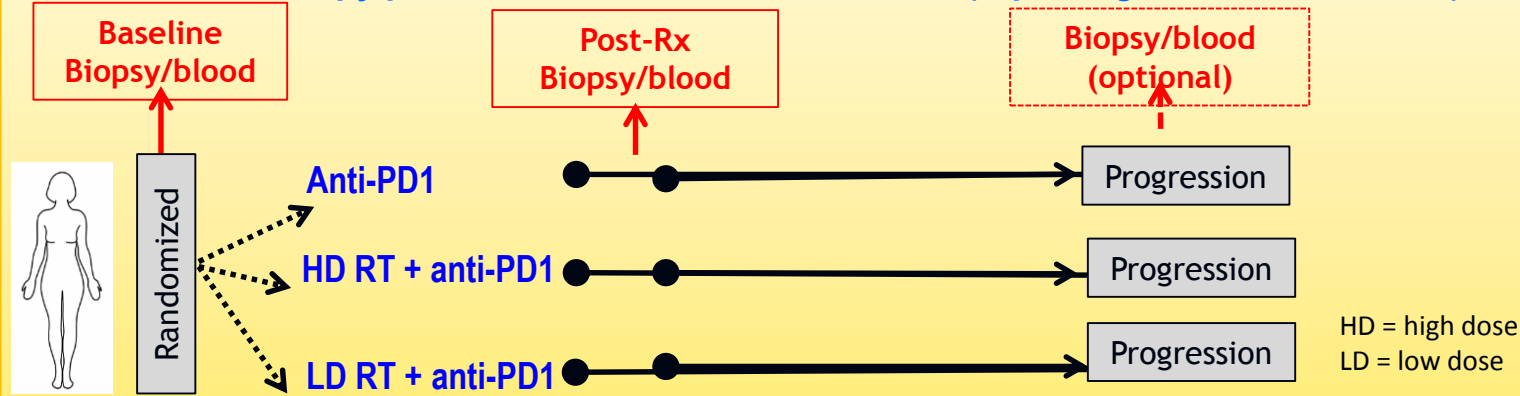 Baseline
Biopsy/blood
Post-Rx
Biopsy/blood
Biopsy/blood
(optional)
Randomized
Anti-PD1
Progression
HD RT + anti-PD1
Progression
LD RT + anti-PD1
Progression
HD = high dose
LD = low dose